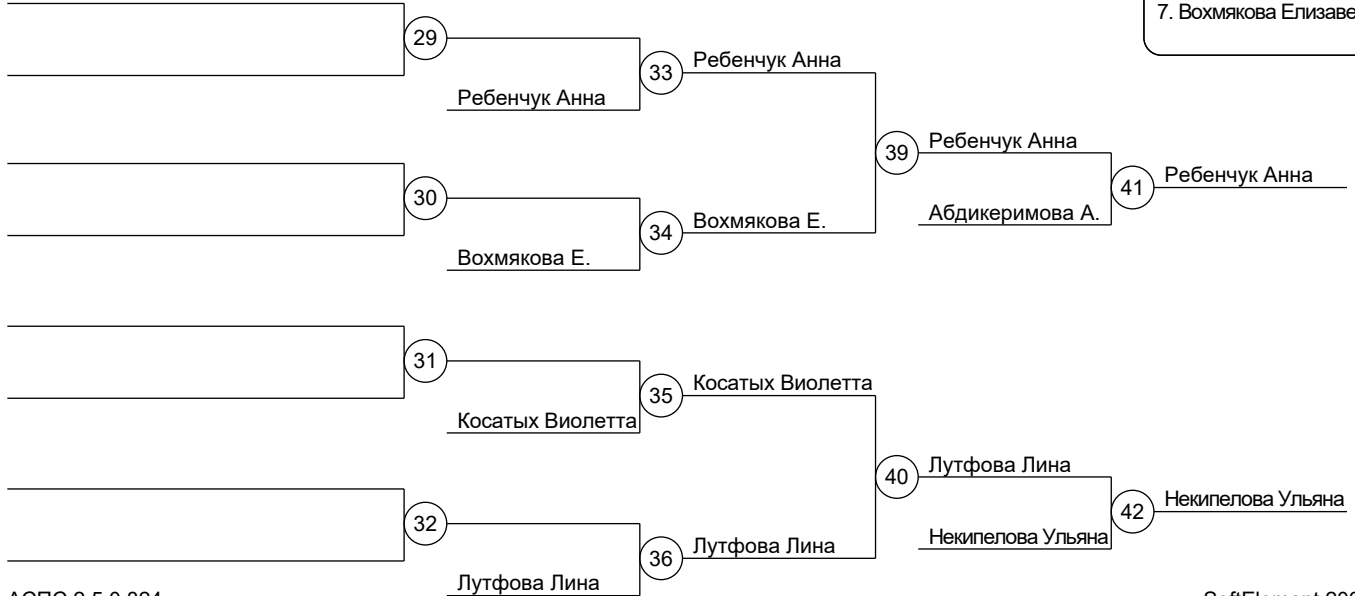 7. Вохмякова Елизаве
29
33
Ребенчук Анна
Ребенчук Анна
39
Ребенчук Анна
41
Ребенчук Анна
30
34
Вохмякова Е.
Абдикеримова А.
Вохмякова Е.
31
35
Косатых Виолетта
Косатых Виолетта
40
Лутфова Лина
42
Некипелова Ульяна
32
36
Лутфова Лина
Некипелова Ульяна
Лутфова Лина